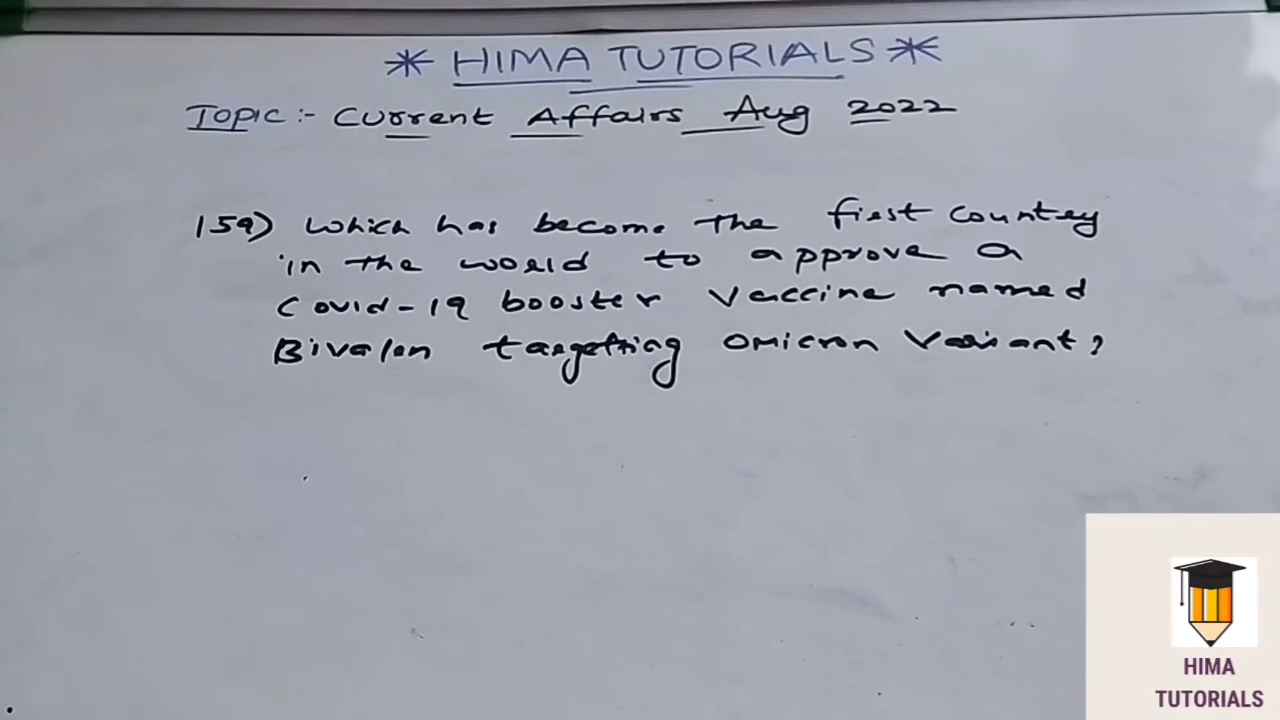 * HIMA TUTORIALS *
Topic :- Current Affairs Aug 2022
159) Which has become the first country
in the world to approve a
Covid-19 booster vaccine named
Bivalen targetting Omicron Variant?
HIMA
TUTORIALS